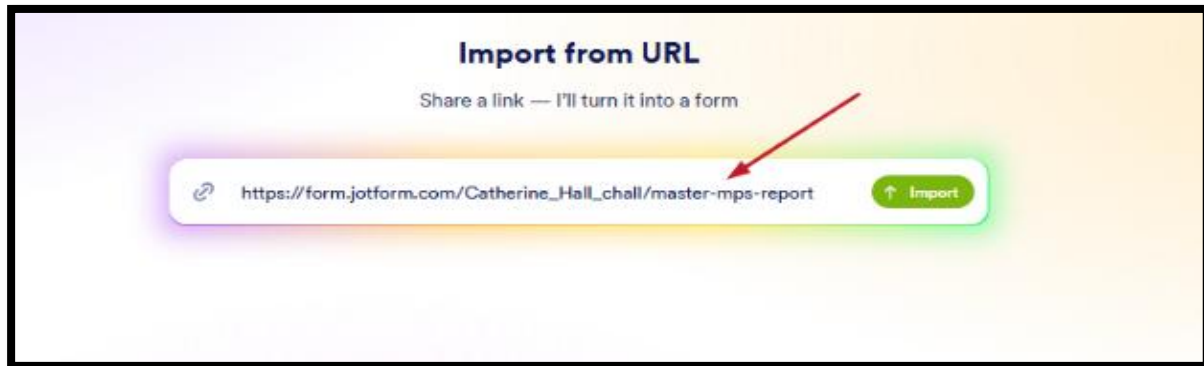 Import from URL
Share a link — I'll turn it into a form
https://form.jotform.com/Catherine_Hall_chall/master-mps-report
Import